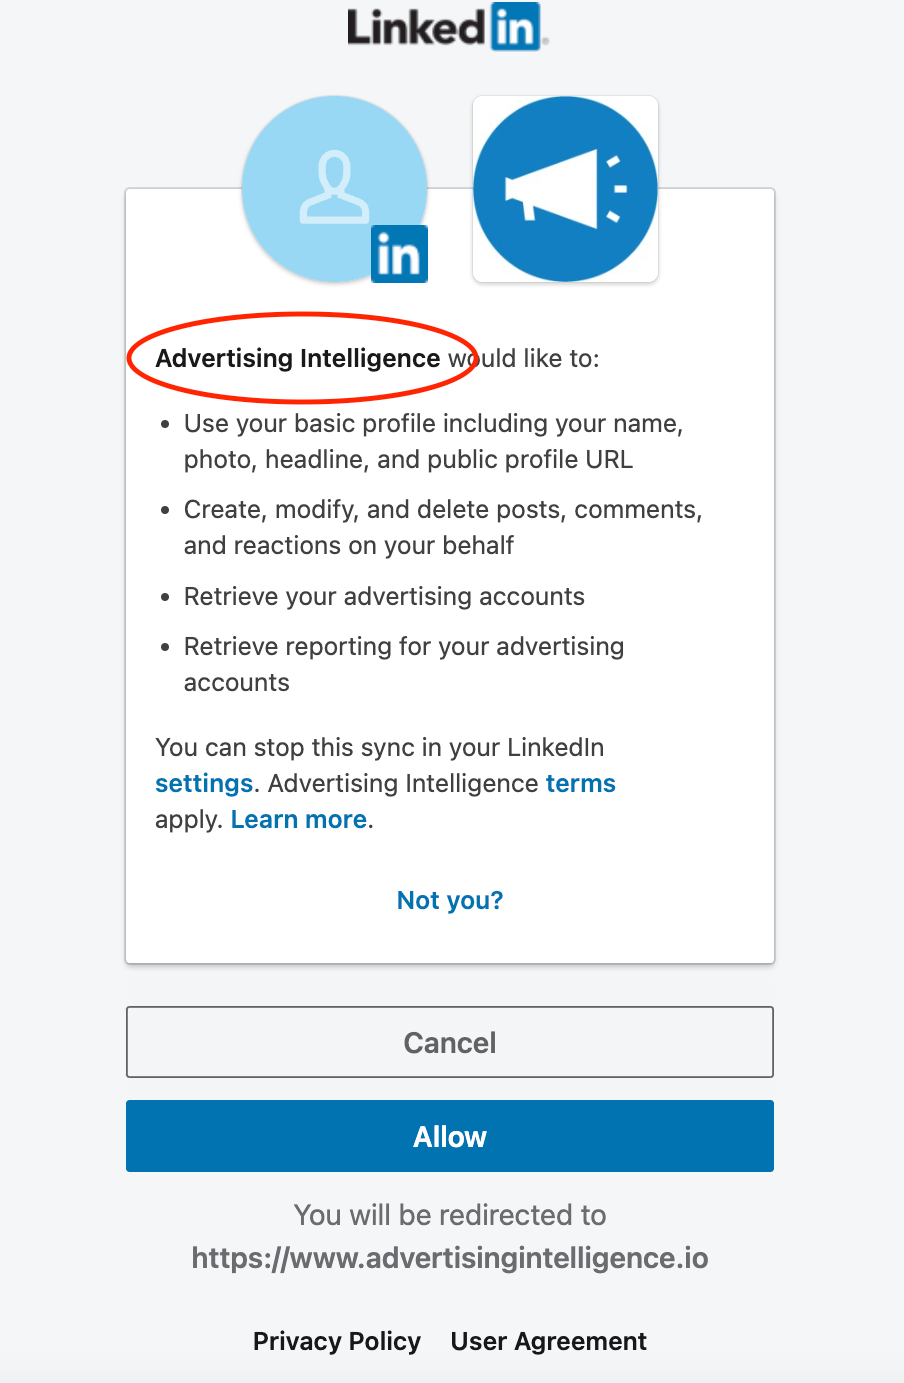 Linked in
in
Advertising Intelligence would like to:
• Use your basic profile including your name,
photo, headline, and public profile URL
• Create, modify, and delete posts, comments,
and reactions on your behalf
• Retrieve your advertising accounts
• Retrieve reporting for your advertising
accounts
You can stop this sync in your LinkedIn
settings. Advertising Intelligence terms
apply. Learn more.
Not you?
Cancel
Allow
You will be redirected to
https://www.advertisingintelligence.io
Privacy Policy User Agreement